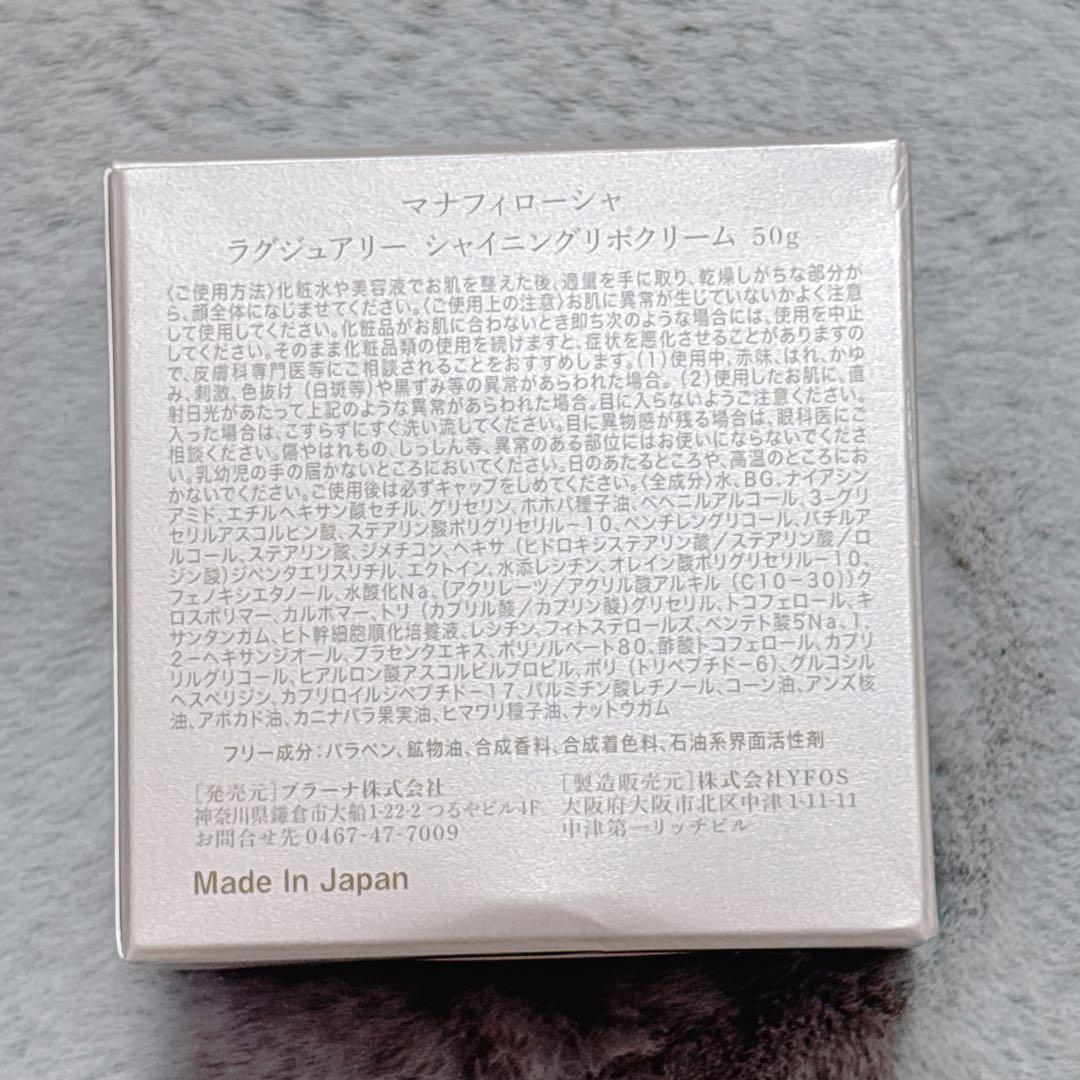 マナフィローシャ
ラグジュアリー シャイニングリポクリーム 50g
〈ご使用方法〉化粧水や美容液でお肌を整えた後、適量を手に取り、乾燥しがちな部分か
ら、顔全体になじませてください。〈ご使用上の注意〉お肌に異常が生じていないかよく注意
して使用してください。化粧品がお肌に合わないとき即ち次のような場合には、使用を中止
してください。そのまま化粧品類の使用を続けますと、症状を悪化させることがありますの
で、皮膚科専門医等にご相談されることをおすすめします。(1)使用中、赤味、はれ、かゆ
み、刺激、色抜け (白斑等)や黒ずみ等の異常があらわれた場合。(2)使用したお肌に、直
射日光があたって上記のような異常があらわれた場合。目に入らないようご注意ください。
入った場合は、こすらずにすぐ洗い流してください。目に異物感が残る場合は、眼科医にご
相談ください。傷やはれもの、しっしん等、異常のある部位にはお使いにならないでくださ
い。乳幼児の手の届かないところにおいてください。日のあたるところや、高温のところにお
かないでください。ご使用後は必ずキャップをしめてください。〈全成分〉水、BG、ナイアシン
アミド、エチルヘキサン酸セチル、グリセリン、ホホバ種子油、ベヘニルアルコール、3-グリ
セリルアスコルビン酸、ステアリン酸ポリグリセリル-10、ペンチレングリコール、バチルア
ルコール、ステアリン酸、ジメチコン、ヘキサ (ヒドロキシステアリン酸/ステアリン酸/ロ
ジン酸)ジペンタエリスリチル、エクトイン、水添レシチン、オレイン酸ポリグリセリル-10、
フェノキシエタノール、水酸化Na、(アクリレーツ/アクリル酸アルキル (C10-30))ク
ロスポリマー、カルボマー、トリ (カプリル酸/カプリン酸)グリセリル、トコフェロール、キ
サンタンガム、ヒト幹細胞順化培養液、レシチン、フィトステロールズ、ペンテト酸5Na、1,
2-ヘキサンジオール、プラセンタエキス、ポリソルベート80、酢酸トコフェロール、カプリ
リルグリコール、ヒアルロン酸アスコルビルプロピル、ポリ (トリペプチド-6)、グルコシル
ヘスペリジン、カプリロイルジペプチド-17、パルミチン酸レチノール、コーン油、アンズ核
油、アボカド油、カニナバラ果実油、ヒマワリ種子油、ナットウガム
フリー成分：パラベン、鉱物油、合成香料、合成着色料、石油系界面活性剤
[発売元]プラーナ株式会社
神奈川県鎌倉市大船1-22-2 つるやビル4F
お問合せ先 0467-47-7009
[製造販売元]株式会社YFOS
大阪府大阪市北区中津1-11-11
中津第一リッチビル
Made In Japan